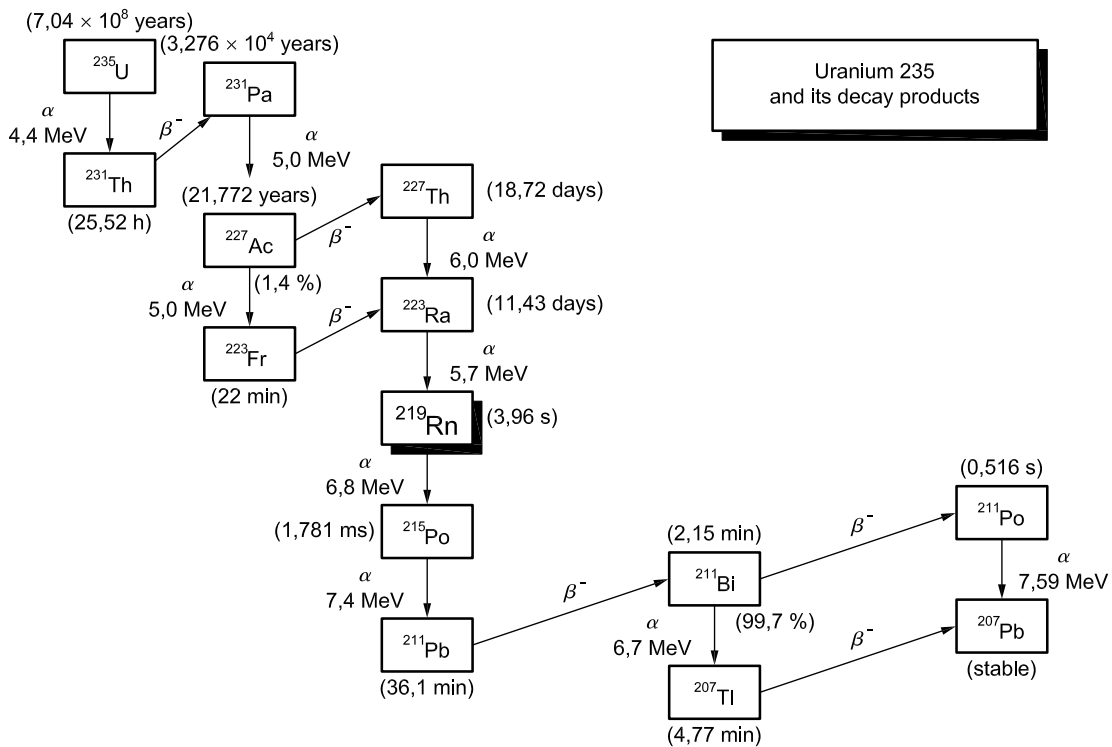 (7,04 × 10⁸ years)
(3,276 × 10⁴ years)
²³⁵U
²³¹Pa
Uranium 235
and its decay products
α
4,4 MeV
β⁻
α
5,0 MeV
²³¹Th
(25,52 h)
(21,772 years)
²²⁷Th
(18,72 days)
²²⁷Ac
β⁻
(1,4 %)
α
5,0 MeV
α
6,0 MeV
β⁻
²²³Ra
(11,43 days)
²²³Fr
(22 min)
α
5,7 MeV
²¹⁹Rn
(3,96 s)
α
6,8 MeV
(0,516 s)
(1,781 ms)
²¹⁵Po
(2,15 min)
β⁻
²¹¹Po
α
7,4 MeV
β⁻
²¹¹Bi
α
7,59 MeV
(99,7 %)
α
6,7 MeV
β⁻
²⁰⁷Pb
(stable)
²¹¹Pb
(36,1 min)
²⁰⁷Tl
(4,77 min)